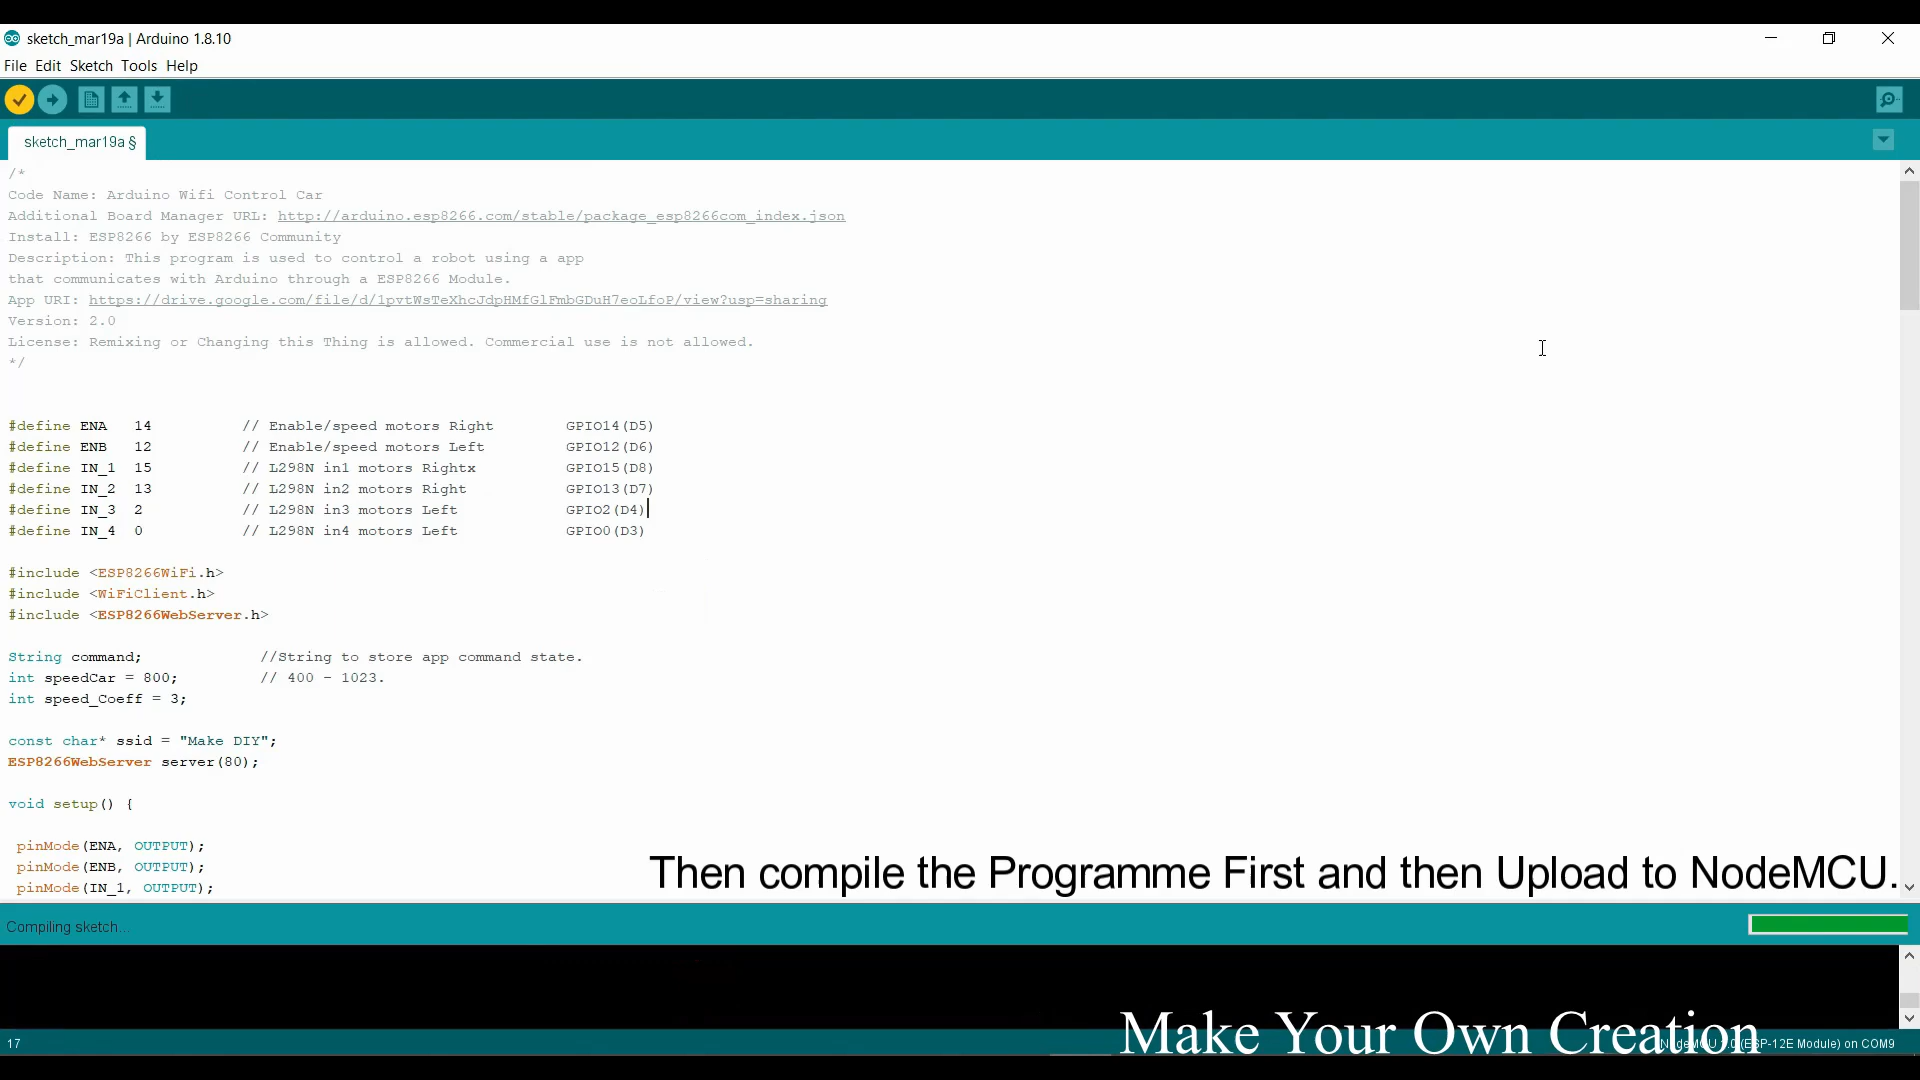 sketch_mar19a | Arduino 1.8.10
File Edit Sketch Tools Help
sketch_mar19a §
/*
Code Name: Arduino Wifi Control Car
Additional Board Manager URL: http://arduino.esp8266.com/stable/package_esp8266com_index.json
Install: ESP8266 by ESP8266 Community
Description: This program is used to control a robot using a app
that communicates with Arduino through a ESP8266 Module.
App URI: https://drive.google.com/file/d/1pvtWsTeXhcJdpHMfGlFmbGDuH7eoLfoP/view?usp=sharing
Version: 2.0
License: Remixing or Changing this Thing is allowed. Commercial use is not allowed.
*/
#define ENA 14 // Enable/speed motors Right GPIO14(D5)
#define ENB 12 // Enable/speed motors Left GPIO12(D6)
#define IN_1 15 // L298N in1 motors Rightx GPIO15(D8)
#define IN_2 13 // L298N in2 motors Right GPIO13(D7)
#define IN_3 2 // L298N in3 motors Left GPIO2(D4)
#define IN_4 0 // L298N in4 motors Left GPIO0(D3)
#include <ESP8266WiFi.h>
#include <WiFiClient.h>
#include <ESP8266WebServer.h>
String command; //String to store app command state.
int speedCar = 800; // 400 - 1023.
int speed_Coeff = 3;
const char* ssid = "Make DIY";
ESP8266WebServer server(80);
void setup() {
pinMode(ENA, OUTPUT);
pinMode(ENB, OUTPUT);
pinMode(IN_1, OUTPUT);
Then compile the Programme First and then Upload to NodeMCU.
Compiling sketch...
Make Your Own Creation
17
(ESP-12E Module) on COM9